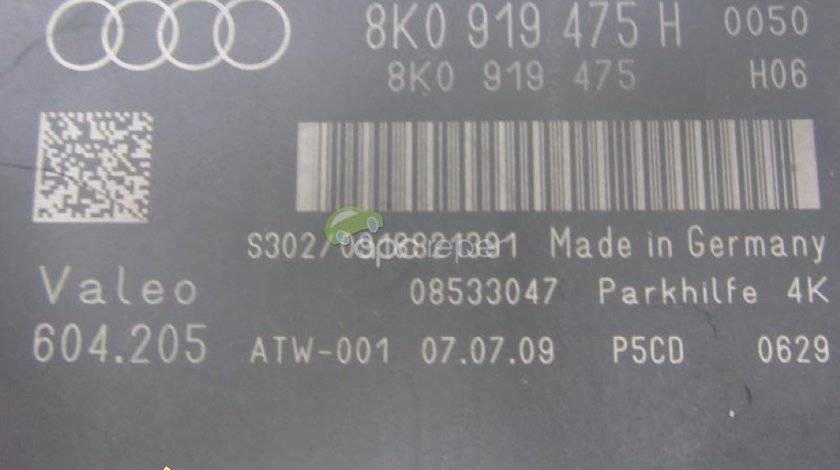 8K0 919 475 H 0050
8K0 919 475 H06
Made in Germany
Valeo 08533047 Parkhilfe 4K
604.205 ATW-001 07.07.09 P5CD 0629